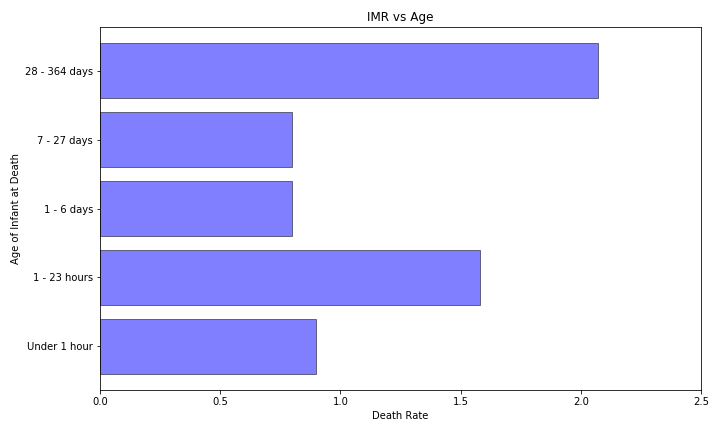 IMR vs Age
Age of Infant at Death
28 - 364 days
7 - 27 days
1 - 6 days
1 - 23 hours
Under 1 hour
0.0 0.5 1.0 1.5 2.0 2.5
Death Rate